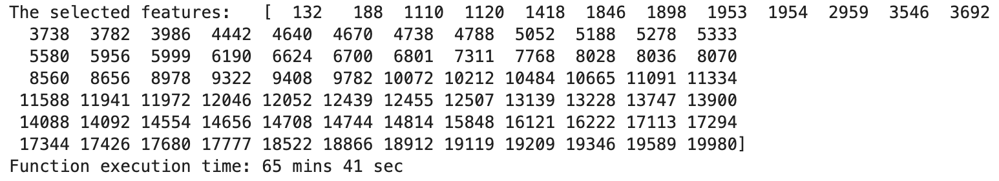 The selected features:   [  132   188  1110  1120  1418  1846  1898  1953  1954  2959  3546  3692
  3738  3782  3986  4442  4640  4670  4738  4788  5052  5188  5278  5333
  5580  5956  5999  6190  6624  6700  6801  7311  7768  8028  8036  8070
  8560  8656  8978  9322  9408  9782 10072 10212 10484 10665 11091 11334
 11588 11941 11972 12046 12052 12439 12455 12507 13139 13228 13747 13900
 14088 14092 14554 14656 14708 14744 14814 15848 16121 16222 17113 17294
 17344 17426 17680 17777 18522 18866 18912 19119 19209 19346 19589 19980]
Function execution time: 65 mins 41 sec